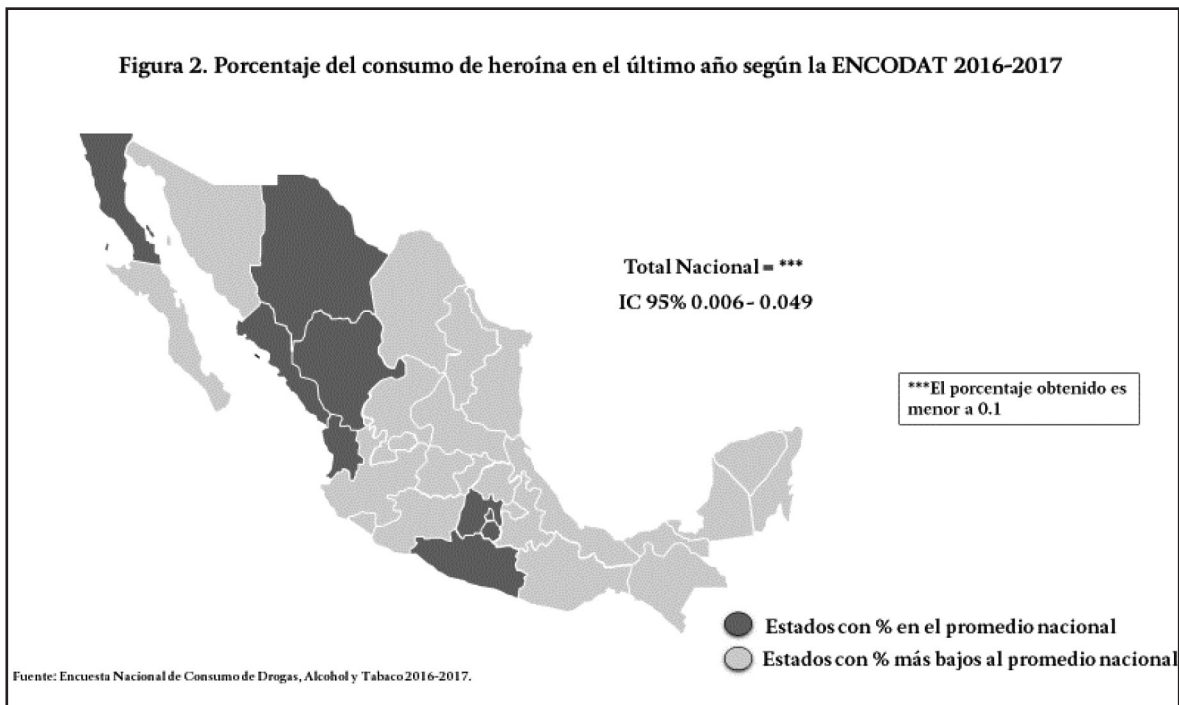 Figura 2. Porcentaje del consumo de heroína en el último año según la ENCODAT 2016-2017
Total Nacional = ***
IC 95% 0.006 - 0.049
***El porcentaje obtenido es
menor a 0.1
Estados con % en el promedio nacional
Estados con % más bajos al promedio nacional
Fuente: Encuesta Nacional de Consumo de Drogas, Alcohol y Tabaco 2016-2017.